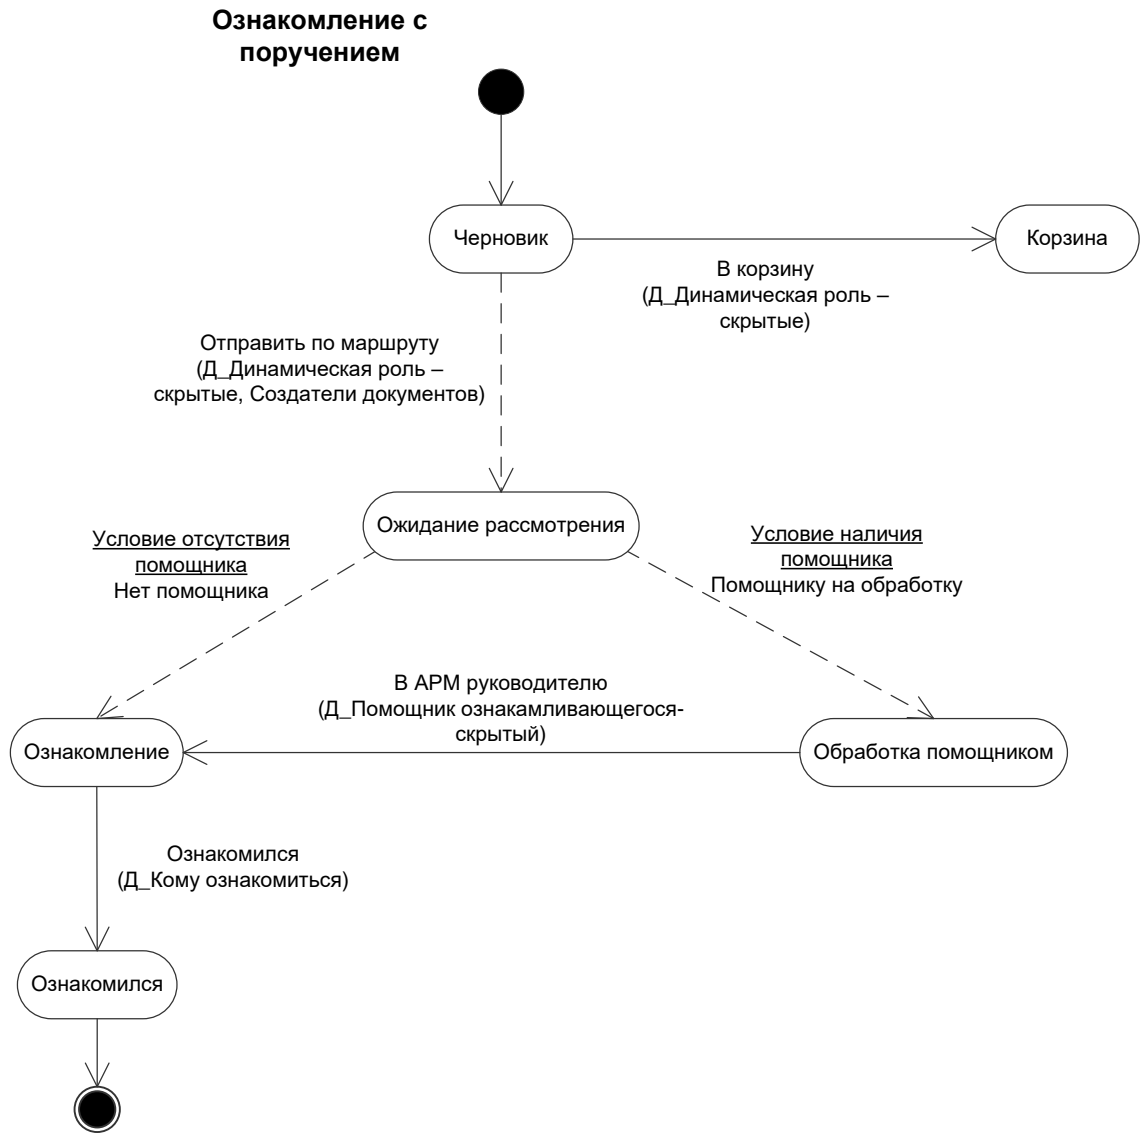 Ознакомление с
поручением
Черновик
Корзина
В корзину
(Д_Динамическая роль –
скрытые)
Отправить по маршруту
(Д_Динамическая роль –
скрытые, Создатели документов)
Ожидание рассмотрения
Условие отсутствия
помощника
Нет помощника
Условие наличия
помощника
Помощнику на обработку
В АРМ руководителю
(Д_Помощник ознакамливающегося-
скрытый)
Ознакомление
Обработка помощником
Ознакомился
(Д_Кому ознакомиться)
Ознакомился